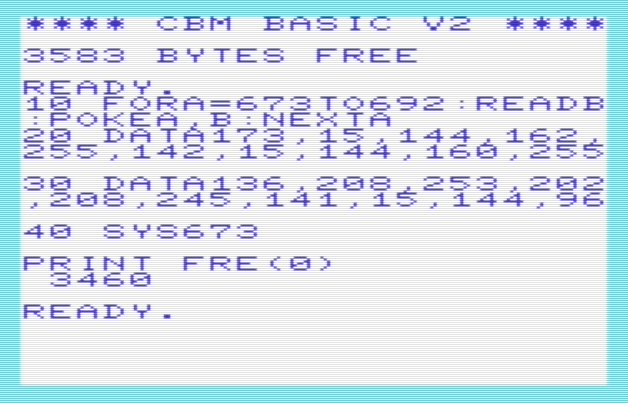 **** CBM BASIC V2 ****
3583 BYTES FREE
READY.
10 FORA=673TO692:READB
:POKEA,B:NEXTA
20 DATA173,15,144,162,
255,142,15,144,160,255
30 DATA136,208,253,202
,208,245,141,15,144,96
40 SYS673
PRINT FRE(0)
3460
READY.